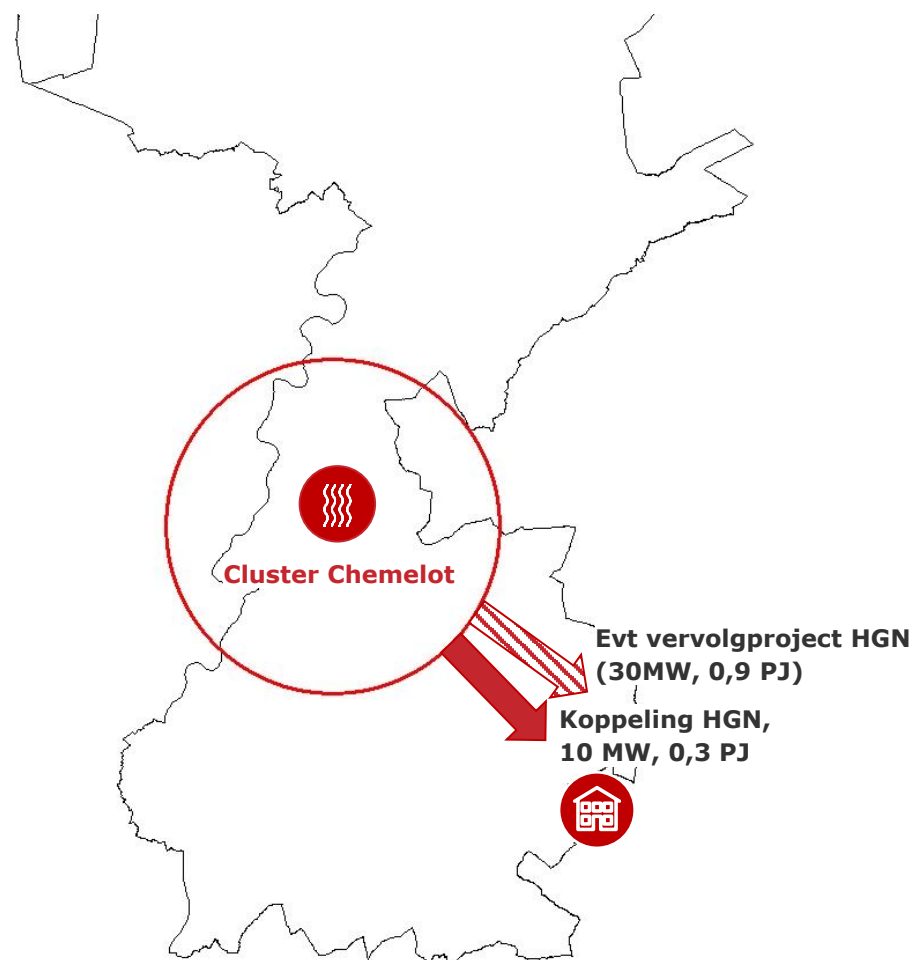 Cluster Chemelot
Evt vervolgproject HGN
(30MW, 0,9 PJ)
Koppeling HGN,
10 MW, 0,3 PJ